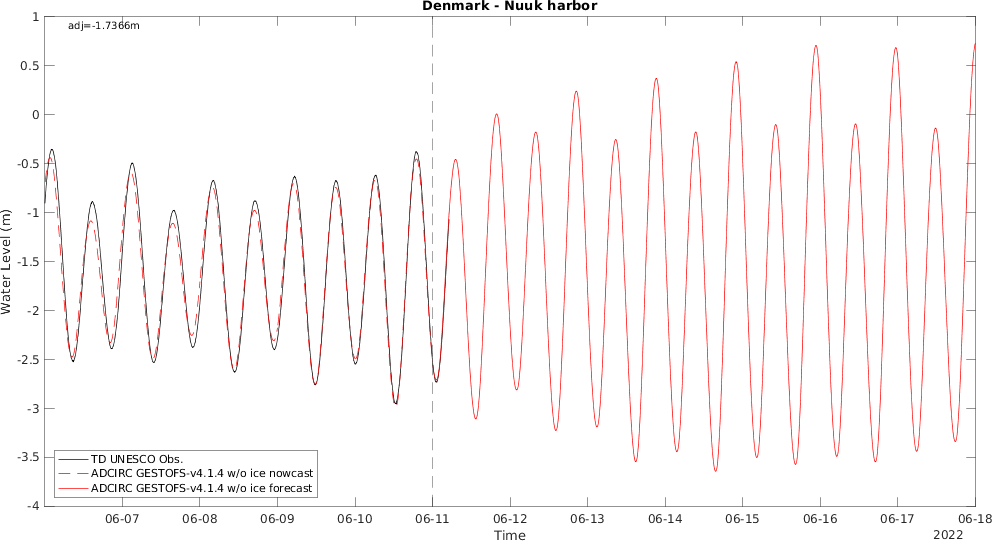 Denmark - Nuuk harbor
adj=-1.7366m
1
0.5
0
-0.5
-1
-1.5
-2
-2.5
-3
-3.5
-4
Water Level (m)
TD UNESCO Obs.
ADCIRC GESTOFS-v4.1.4 w/o ice nowcast
ADCIRC GESTOFS-v4.1.4 w/o ice forecast
06-07 06-08 06-09 06-10 06-11 06-12 06-13 06-14 06-15 06-16 06-17 06-18
Time
2022